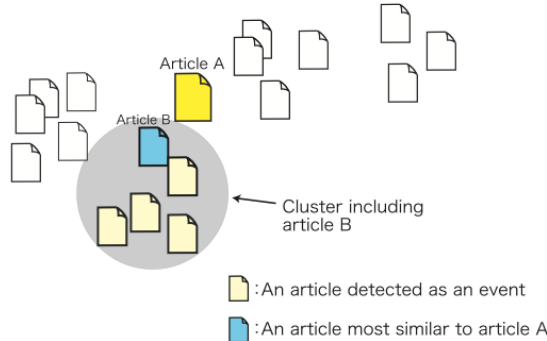 Article A
Article B
Cluster including
article B
:An article detected as an event
:An article most similar to article A